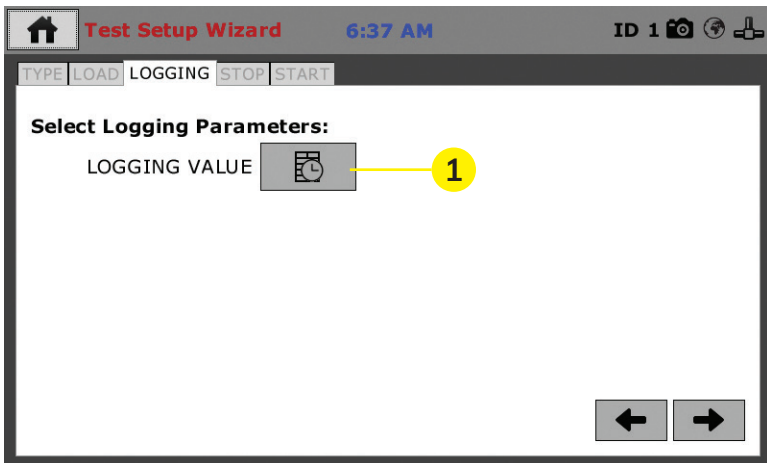 Test Setup Wizard 6:37 AM ID 1
TYPE LOAD LOGGING STOP START
Select Logging Parameters:
LOGGING VALUE 1